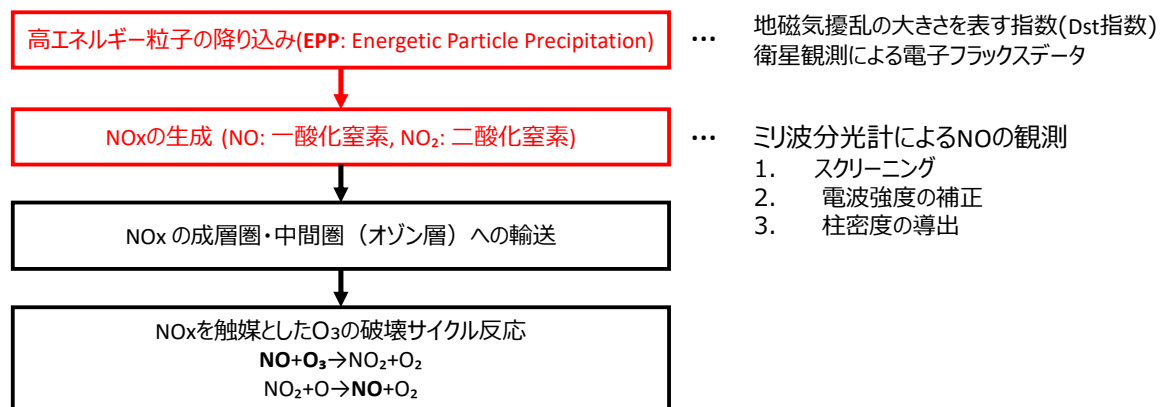 高エネルギー粒子の降り込み(EPP: Energetic Particle Precipitation)
… 地磁気擾乱の大きさを表す指数(Dst指数)
衛星観測による電子フラックスデータ
NOxの生成 (NO: 一酸化窒素, NO₂: 二酸化窒素)
… ミリ波分光計によるNOの観測
1. スクリーニング
2. 電波強度の補正
3. 柱密度の導出
NOx の成層圏・中間圏（オゾン層）への輸送
NOxを触媒としたO₃の破壊サイクル反応
NO+O₃→NO₂+O₂
NO₂+O→NO+O₂